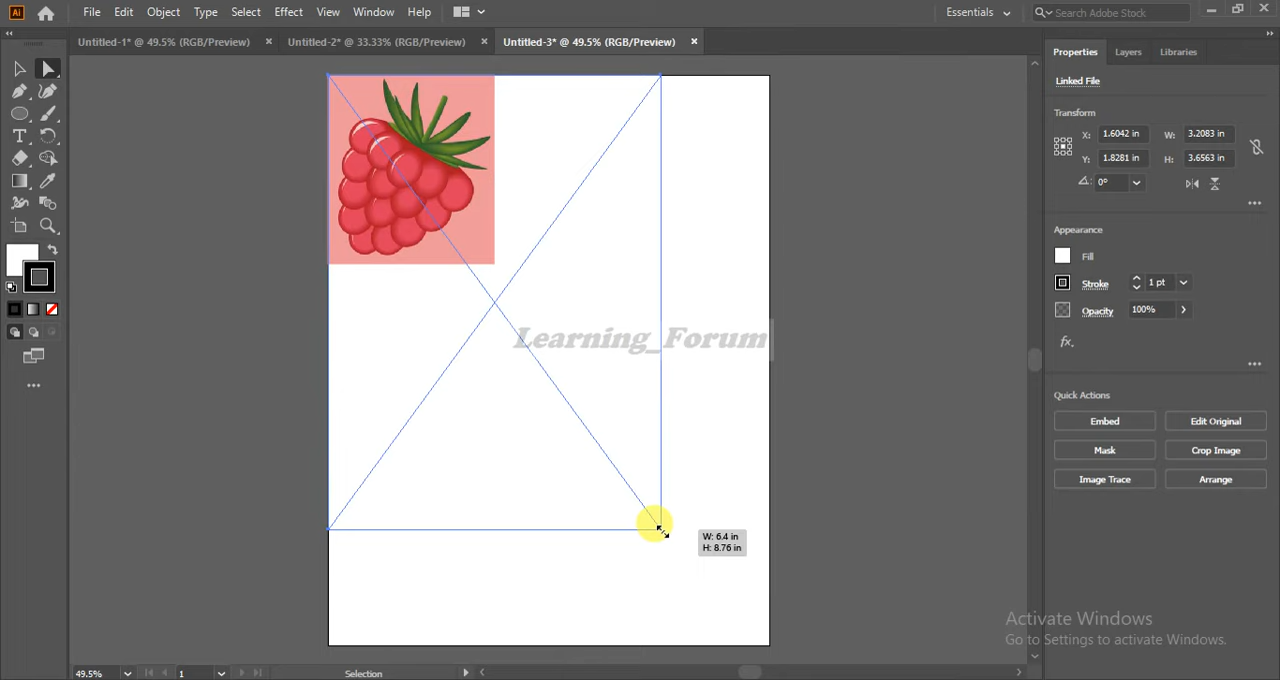 Ai File Edit Object Type Select Effect View Window Help Essentials Search Adobe Stock
Untitled-1* @ 49.5% (RGB/Preview) Untitled-2* @ 33.33% (RGB/Preview) Untitled-3* @ 49.5% (RGB/Preview)
Properties Layers Libraries
Linked File
Transform
X: 1.6042 in W: 3.2083 in
Y: 1.8281 in H: 3.6563 in
0°
Appearance
Fill
Stroke 1 pt
Opacity 100%
fx.
Quick Actions
Embed Edit Original
Mask Crop Image
Image Trace Arrange
Learning_Forum
W: 6.4 in
H: 8.76 in
Activate Windows
Go to Settings to activate Windows.
49.5% 1 Selection